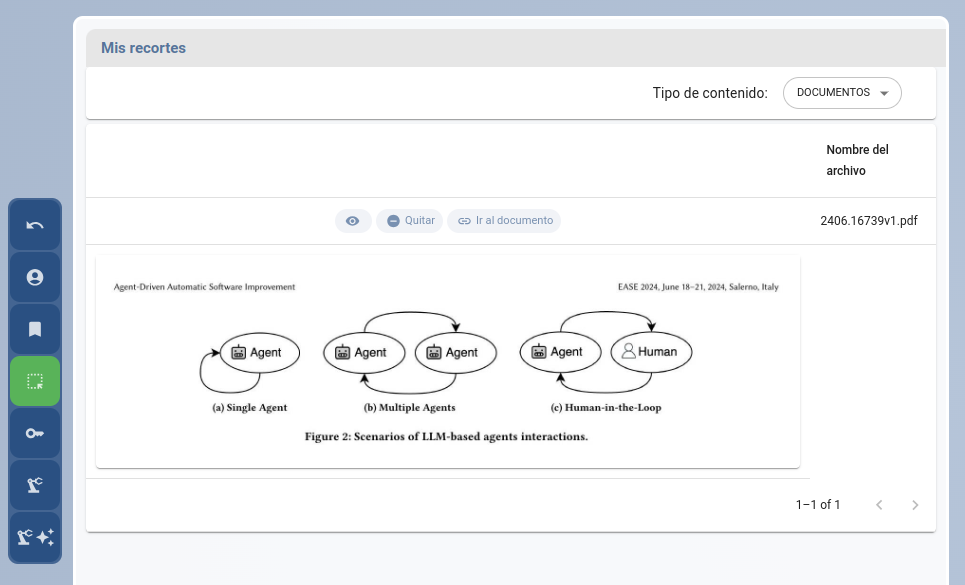 Mis recortes
Tipo de contenido: DOCUMENTOS
Nombre del
archivo
Quitar Ir al documento 2406.16739v1.pdf
Agent-Driven Automatic Software Improvement EASE 2024, June 18–21, 2024, Salerno, Italy
Agent Agent Agent Agent Human
(a) Single Agent (b) Multiple Agents (c) Human-in-the-Loop
Figure 2: Scenarios of LLM-based agents interactions.
1–1 of 1